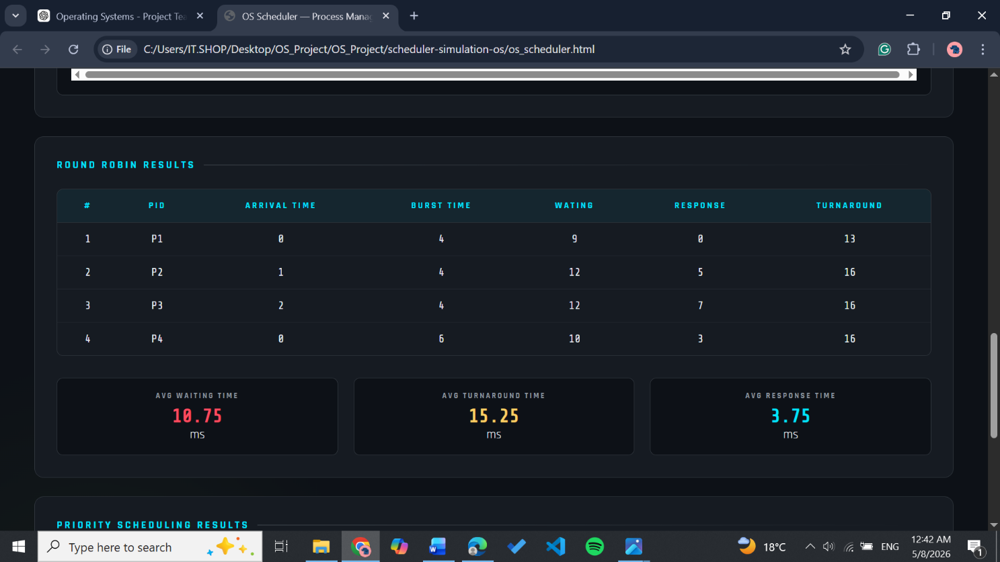 Operating Systems - Project Tea
OS Scheduler — Process Manag
File
C:/Users/IT.SHOP/Desktop/OS_Project/OS_Project/scheduler-simulation-os/os_scheduler.html
ROUND ROBIN RESULTS
# PID ARRIVAL TIME BURST TIME WATING RESPONSE TURNAROUND
1 P1 0 4 9 0 13
2 P2 1 4 12 5 16
3 P3 2 4 12 7 16
4 P4 0 6 10 3 16
AVG WAITING TIME
10.75
ms
AVG TURNAROUND TIME
15.25
ms
AVG RESPONSE TIME
3.75
ms
PRIORITY SCHEDULING RESULTS
Type here to search
18°C
ENG
12:42 AM
5/8/2026
1